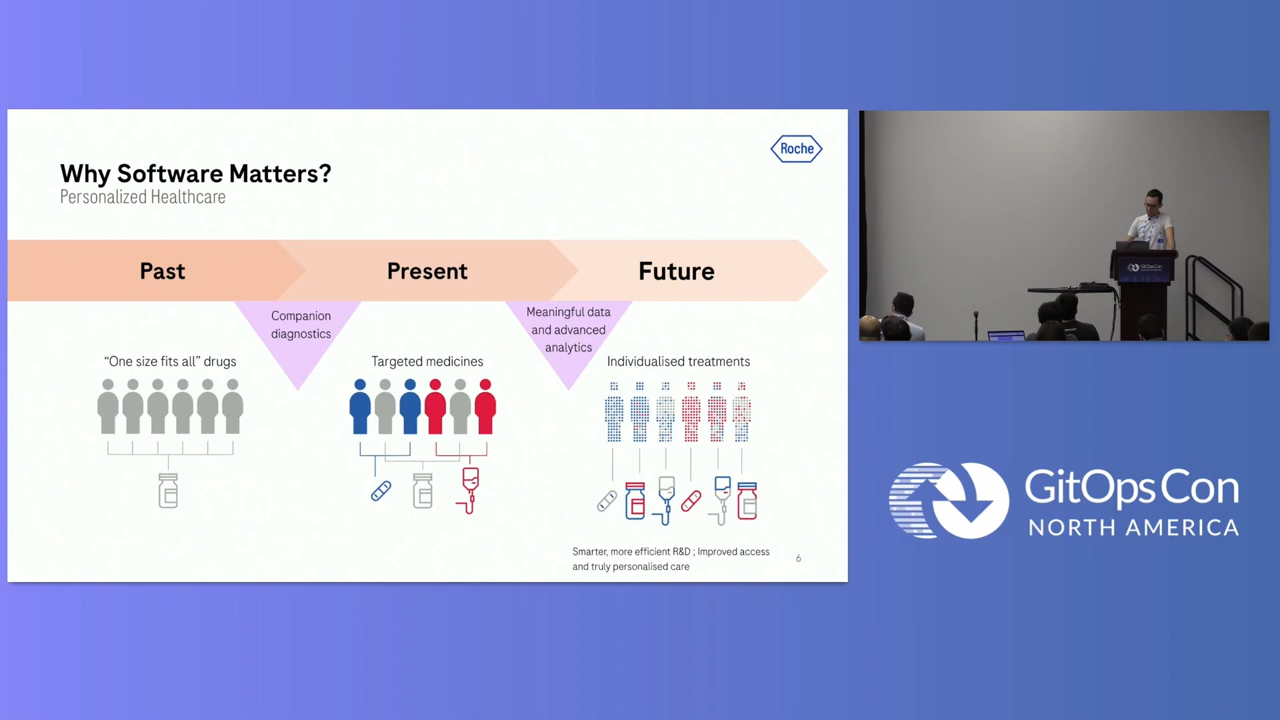 Roche
Why Software Matters?
Personalized Healthcare
Past
Present
Future
Companion
diagnostics
Meaningful data
and advanced
analytics
"One size fits all" drugs
Targeted medicines
Individualised treatments
Smarter, more efficient R&D ; Improved access
and truly personalised care
6
GitOpsCon
NORTH AMERICA